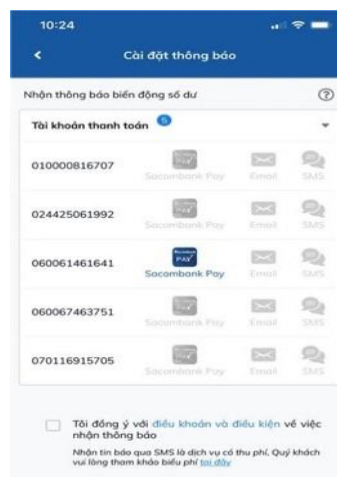 10:24
Cài đặt thông báo
Nhận thông báo biến động số dư
Tài khoản thanh toán 5
010000816707 Sacombank Pay Email SMS
024425061992 Sacombank Pay Email SMS
060061461641 Sacombank Pay Email SMS
060067463751 Sacombank Pay Email SMS
070116915705 Sacombank Pay Email SMS
Tôi đồng ý với điều khoản và điều kiện về việc
nhận thông báo
Nhận tin báo qua SMS là dịch vụ có thu phí, Quý khách
vui lòng tham khảo biểu phí tại đây